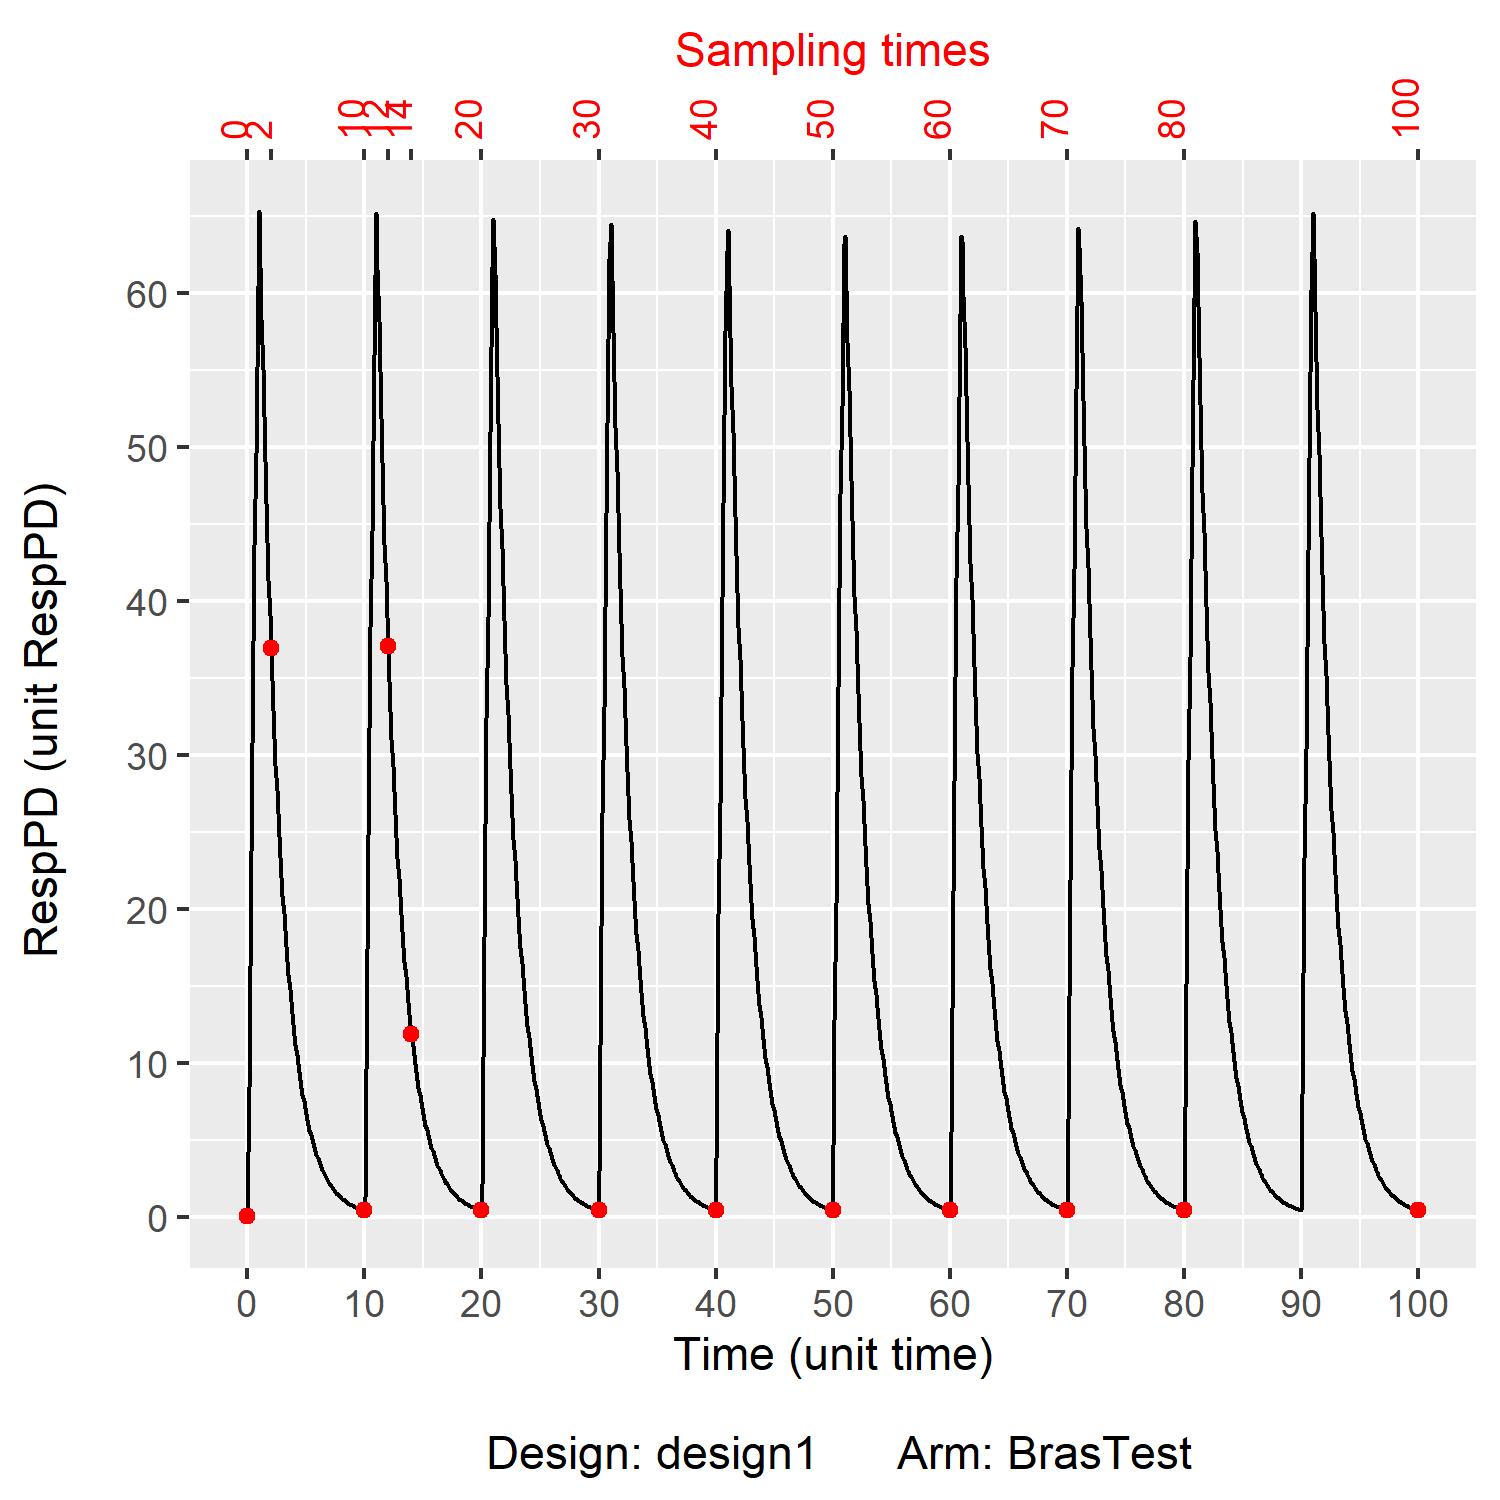 Sampling times
0 2 10 12 14 20 30 40 50 60 70 80 100
RespPD (unit RespPD)
60
50
40
30
20
10
0
0 10 20 30 40 50 60 70 80 90 100
Time (unit time)
Design: design1 Arm: BrasTest